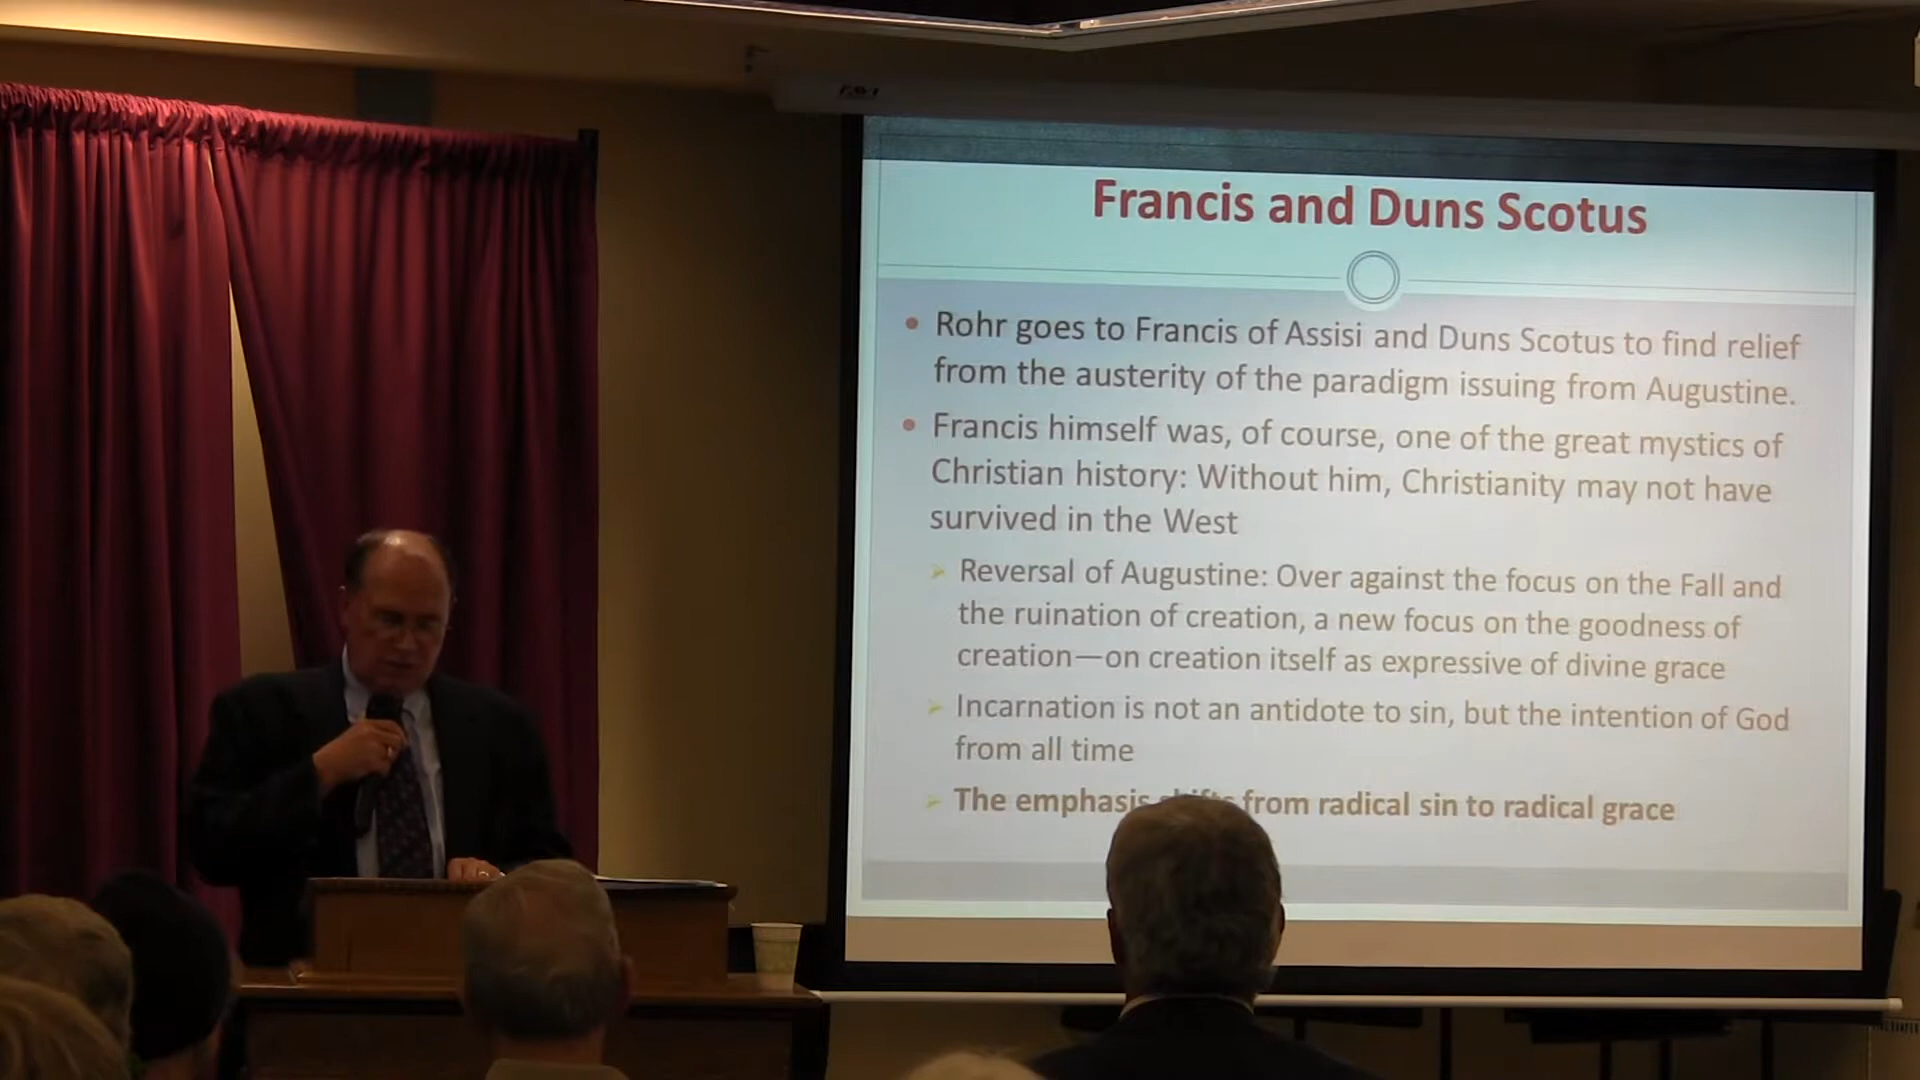 Francis and Duns Scotus
Rohr goes to Francis of Assisi and Duns Scotus to find relief
from the austerity of the paradigm issuing from Augustine.
Francis himself was, of course, one of the great mystics of
Christian history: Without him, Christianity may not have
survived in the West
Reversal of Augustine: Over against the focus on the Fall and
the ruination of creation, a new focus on the goodness of
creation—on creation itself as expressive of divine grace
Incarnation is not an antidote to sin, but the intention of God
from all time
The emphasis shifts from radical sin to radical grace